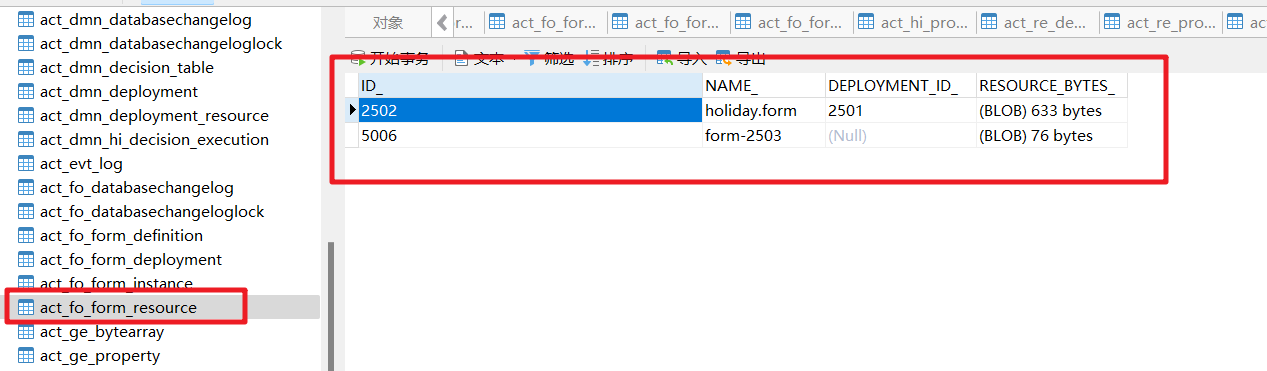 act_dmn_databasechangelog
act_dmn_databasechangeloglock
act_dmn_decision_table
act_dmn_deployment
act_dmn_deployment_resource
act_dmn_hi_decision_execution
act_evt_log
act_fo_databasechangelog
act_fo_databasechangeloglock
act_fo_form_definition
act_fo_form_deployment
act_fo_form_instance
act_fo_form_resource
act_ge_bytearray
act_ge_property
对象 r... act_fo_for... act_fo_for... act_fo_for... act_hi_pro... act_re_de... act_re_pro... act
开始事务 文本 筛选 排序 导入 导出
ID_ NAME_ DEPLOYMENT_ID_ RESOURCE_BYTES_
2502 holiday.form 2501 (BLOB) 633 bytes
5006 form-2503 (Null) (BLOB) 76 bytes